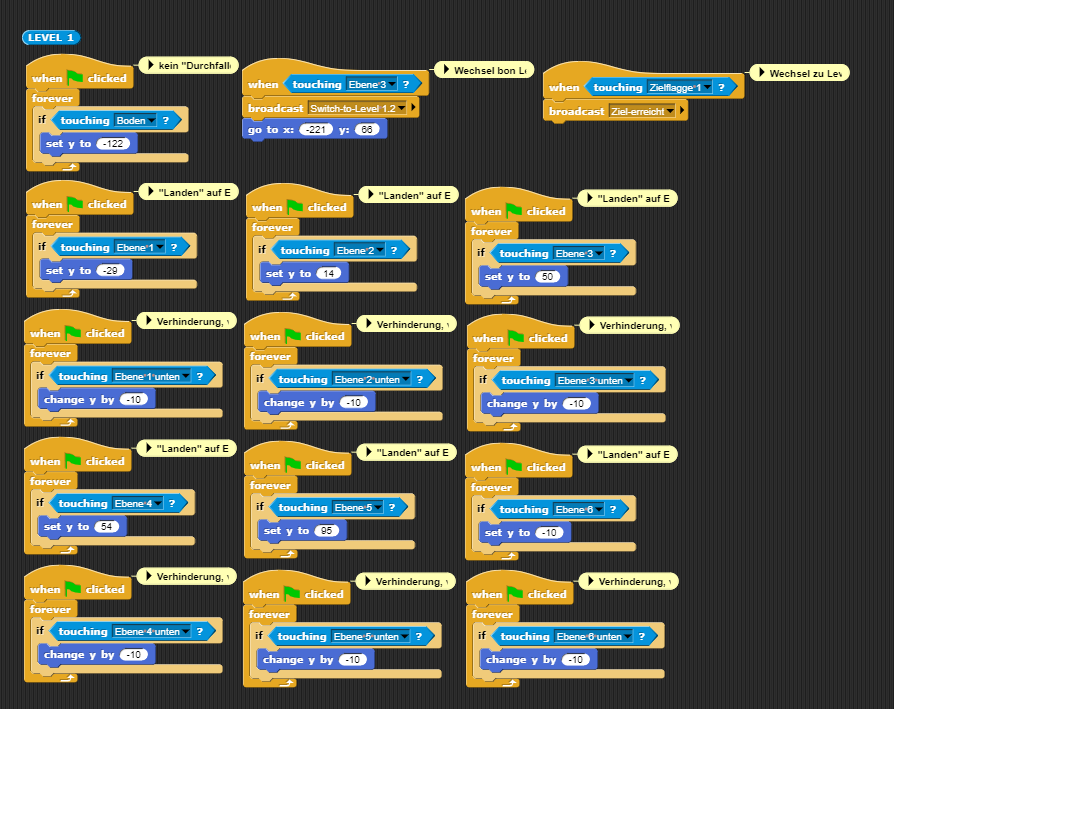 LEVEL 1
when clicked
kein "Durchfalle
forever
if touching Boden ?
set y to -122
when touching Ebene 3 ?
Wechsel bon Le
broadcast Switch-to-Level 1.2
go to x: -221 y: 66
when touching Zielflagge 1 ?
Wechsel zu Lev
broadcast Ziel-erreicht
when clicked
"Landen" auf E
forever
if touching Ebene 1 ?
set y to -29
when clicked
"Landen" auf E
forever
if touching Ebene 2 ?
set y to 14
when clicked
"Landen" auf E
forever
if touching Ebene 3 ?
set y to 50
when clicked
Verhinderung,
forever
if touching Ebene 1 unten ?
change y by -10
when clicked
Verhinderung,
forever
if touching Ebene 2 unten ?
change y by -10
when clicked
Verhinderung,
forever
if touching Ebene 3 unten ?
change y by -10
when clicked
"Landen" auf E
forever
if touching Ebene 4 ?
set y to 54
when clicked
"Landen" auf E
forever
if touching Ebene 5 ?
set y to 95
when clicked
"Landen" auf E
forever
if touching Ebene 6 ?
set y to -10
when clicked
Verhinderung,
forever
if touching Ebene 4 unten ?
change y by -10
when clicked
Verhinderung,
forever
if touching Ebene 5 unten ?
change y by -10
when clicked
Verhinderung,
forever
if touching Ebene 6 unten ?
change y by -10